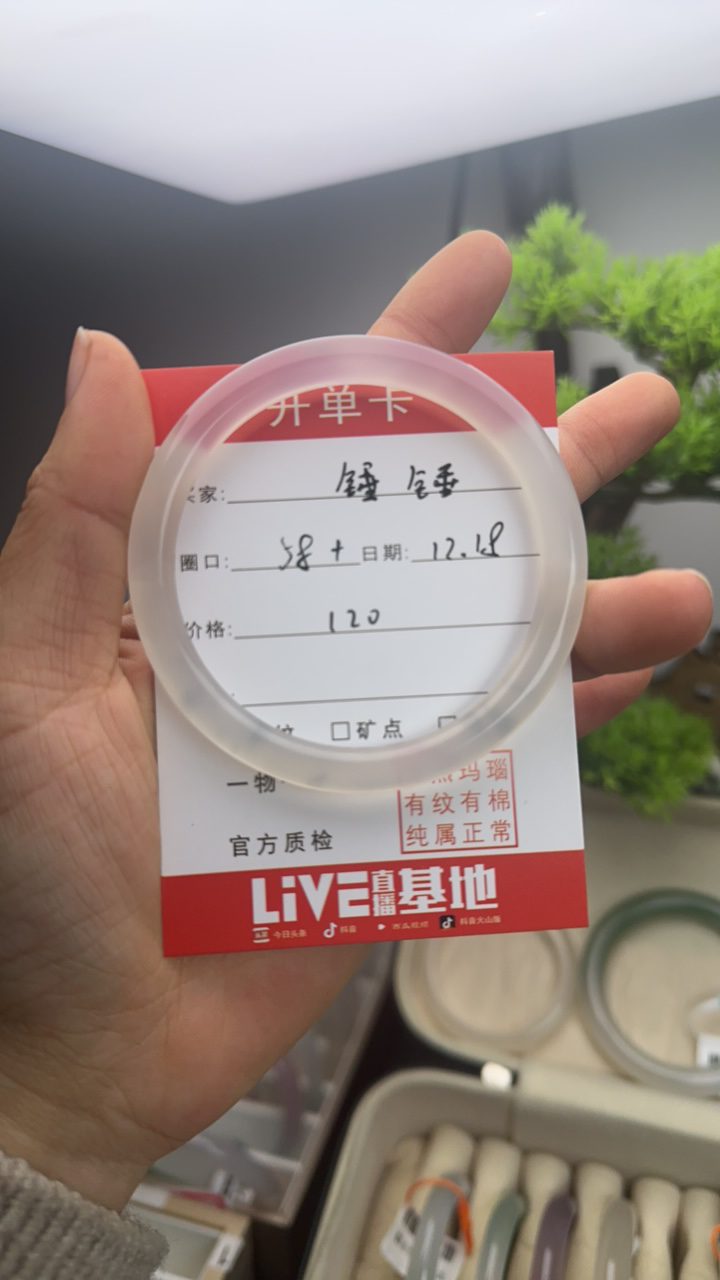 开单卡
家: 锤 锤
圈口: 58+ 日期: 12.18
价格: 120
纹 □矿点 □
一物一
然玛瑙
有纹有棉
纯属正常
官方质检
LiVE直播基地
今日头条 抖音 西瓜视频 抖音火山版